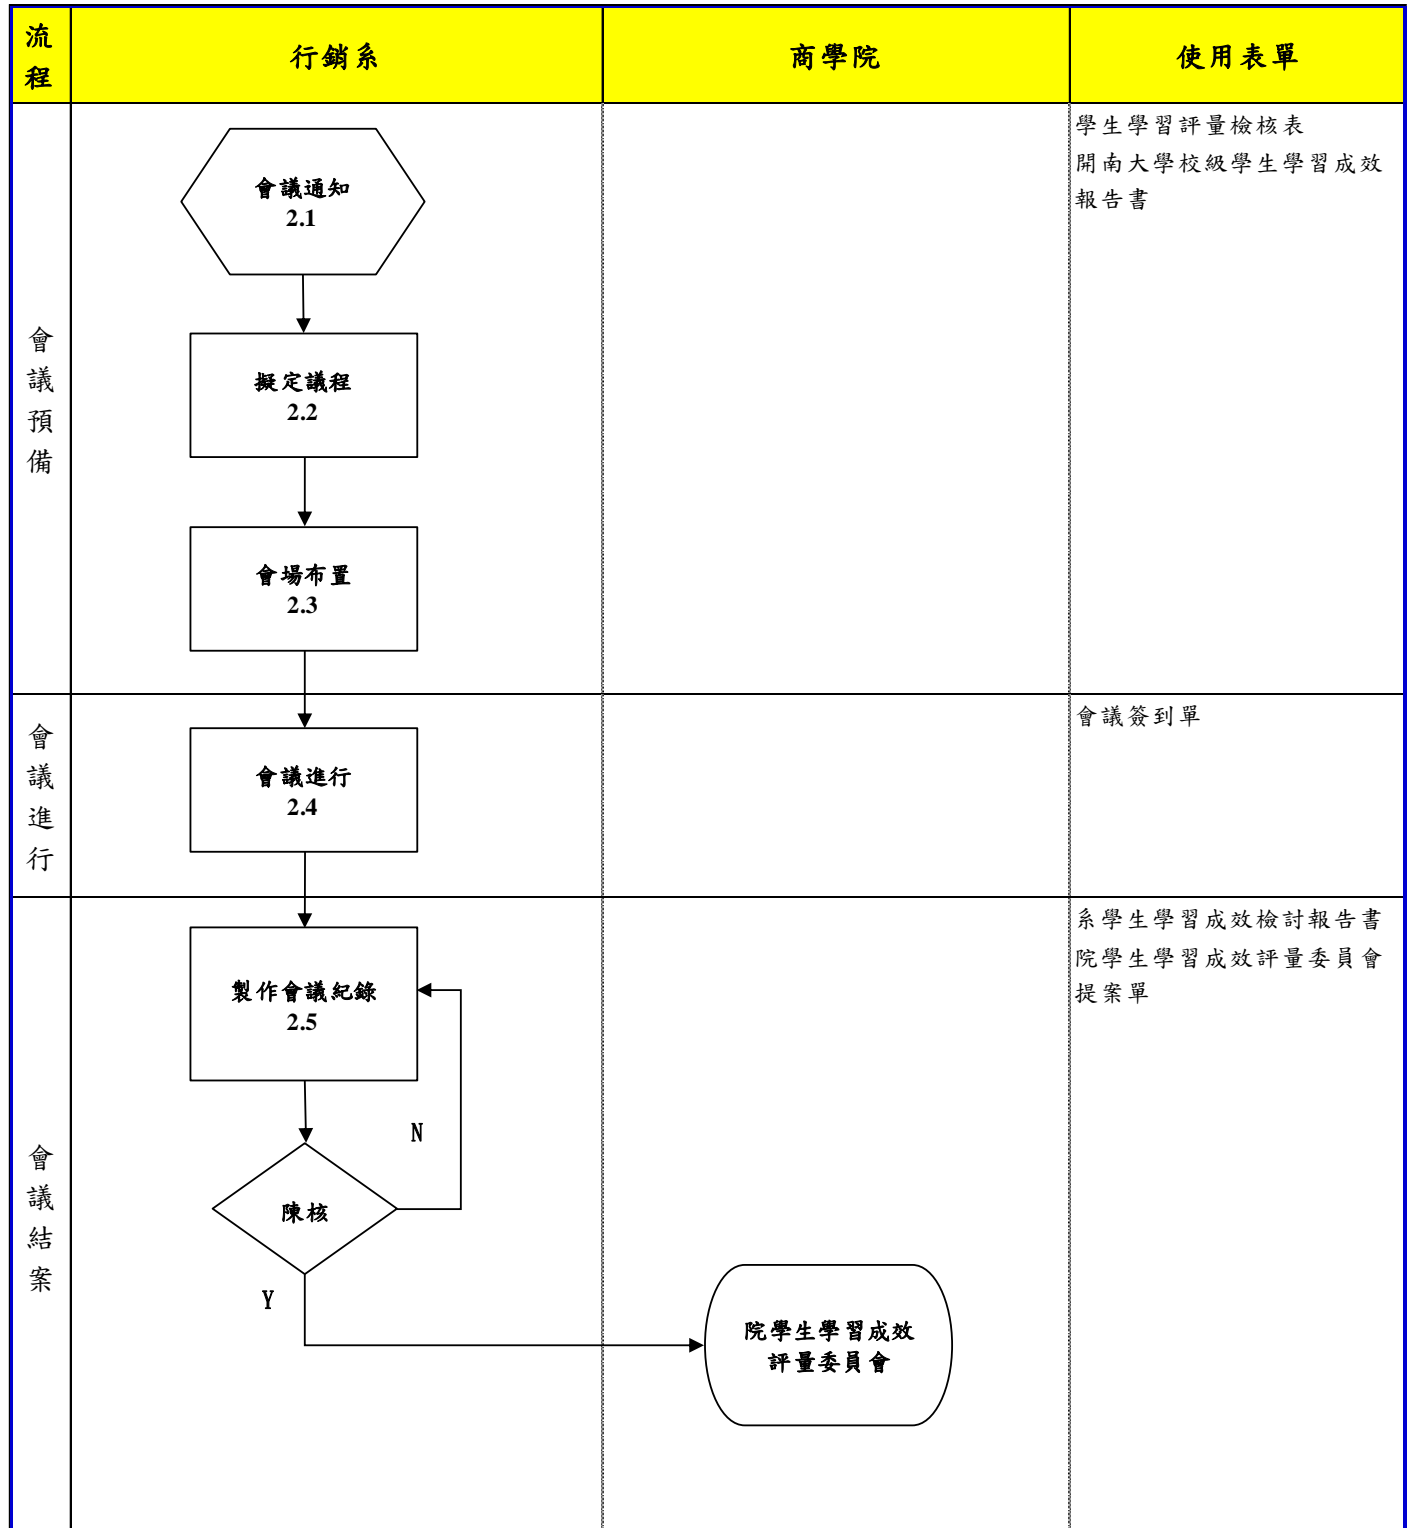 流程
行銷系
商學院
使用表單
會議預備
會議通知
2.1
擬定議程
2.2
會場布置
2.3
學生學習評量檢核表
開南大學校級學生學習成效
報告書
會議進行
會議進行
2.4
會議簽到單
會議結案
製作會議紀錄
2.5
N
陳核
Y
院學生學習成效
評量委員會
系學生學習成效檢討報告書
院學生學習成效評量委員會
提案單